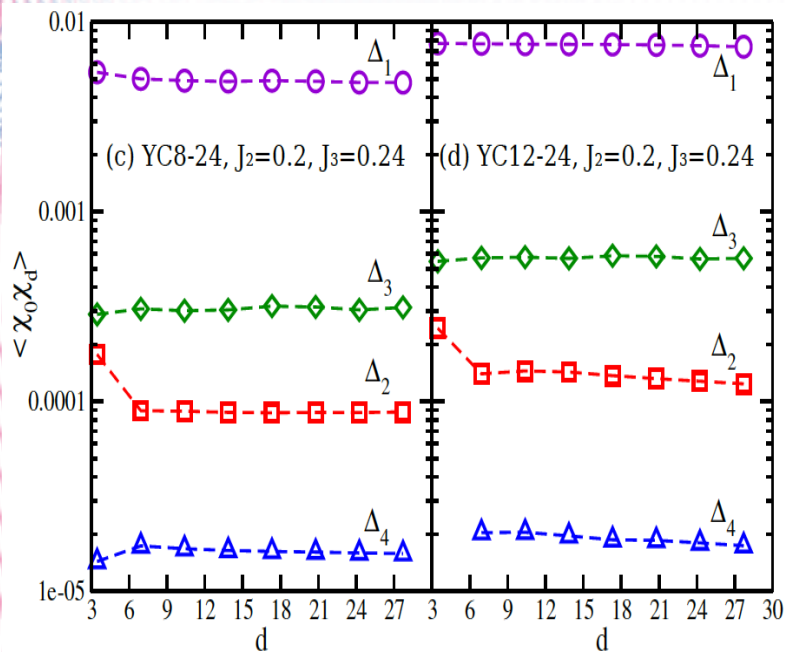 0.01
0.001
0.0001
1e-05
<χ₀χ_d>
Δ₁
(c) YC8-24, J₂=0.2, J₃=0.24
Δ₃
Δ₂
Δ₄
3 6 9 12 15 18 21 24 27
d
Δ₁
(d) YC12-24, J₂=0.2, J₃=0.24
Δ₃
Δ₂
Δ₄
3 6 9 12 15 18 21 24 27 30
d